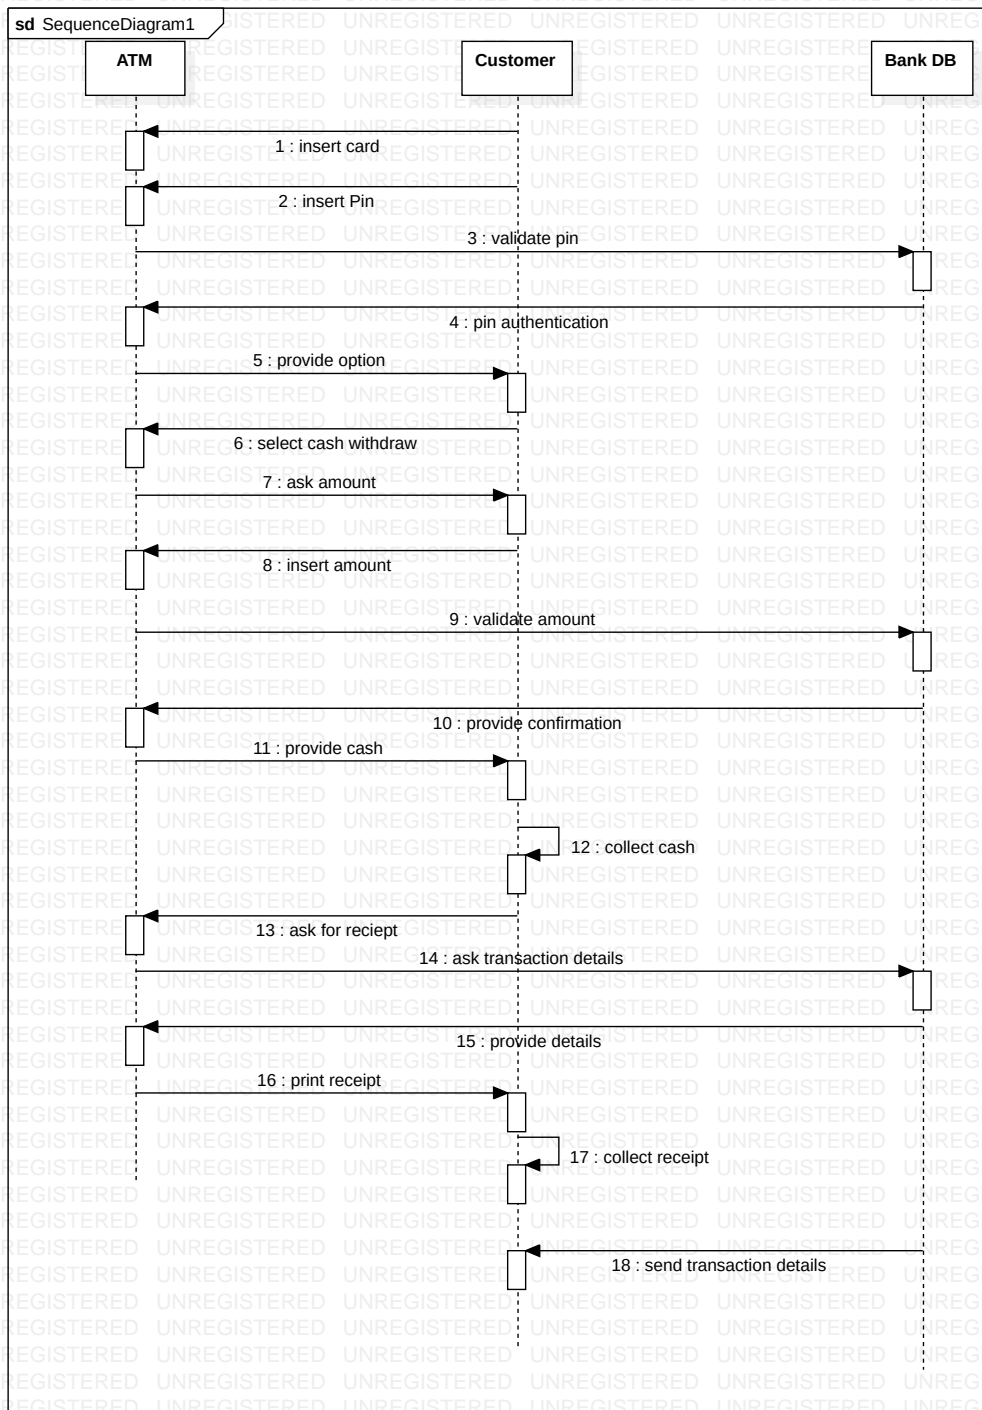 sd SequenceDiagram1
ATM Customer Bank DB
1 : insert card
2 : insert Pin
3 : validate pin
4 : pin authentication
5 : provide option
6 : select cash withdraw
7 : ask amount
8 : insert amount
9 : validate amount
10 : provide confirmation
11 : provide cash
12 : collect cash
13 : ask for reciept
14 : ask transaction details
15 : provide details
16 : print receipt
17 : collect receipt
18 : send transaction details
UNREGISTERED